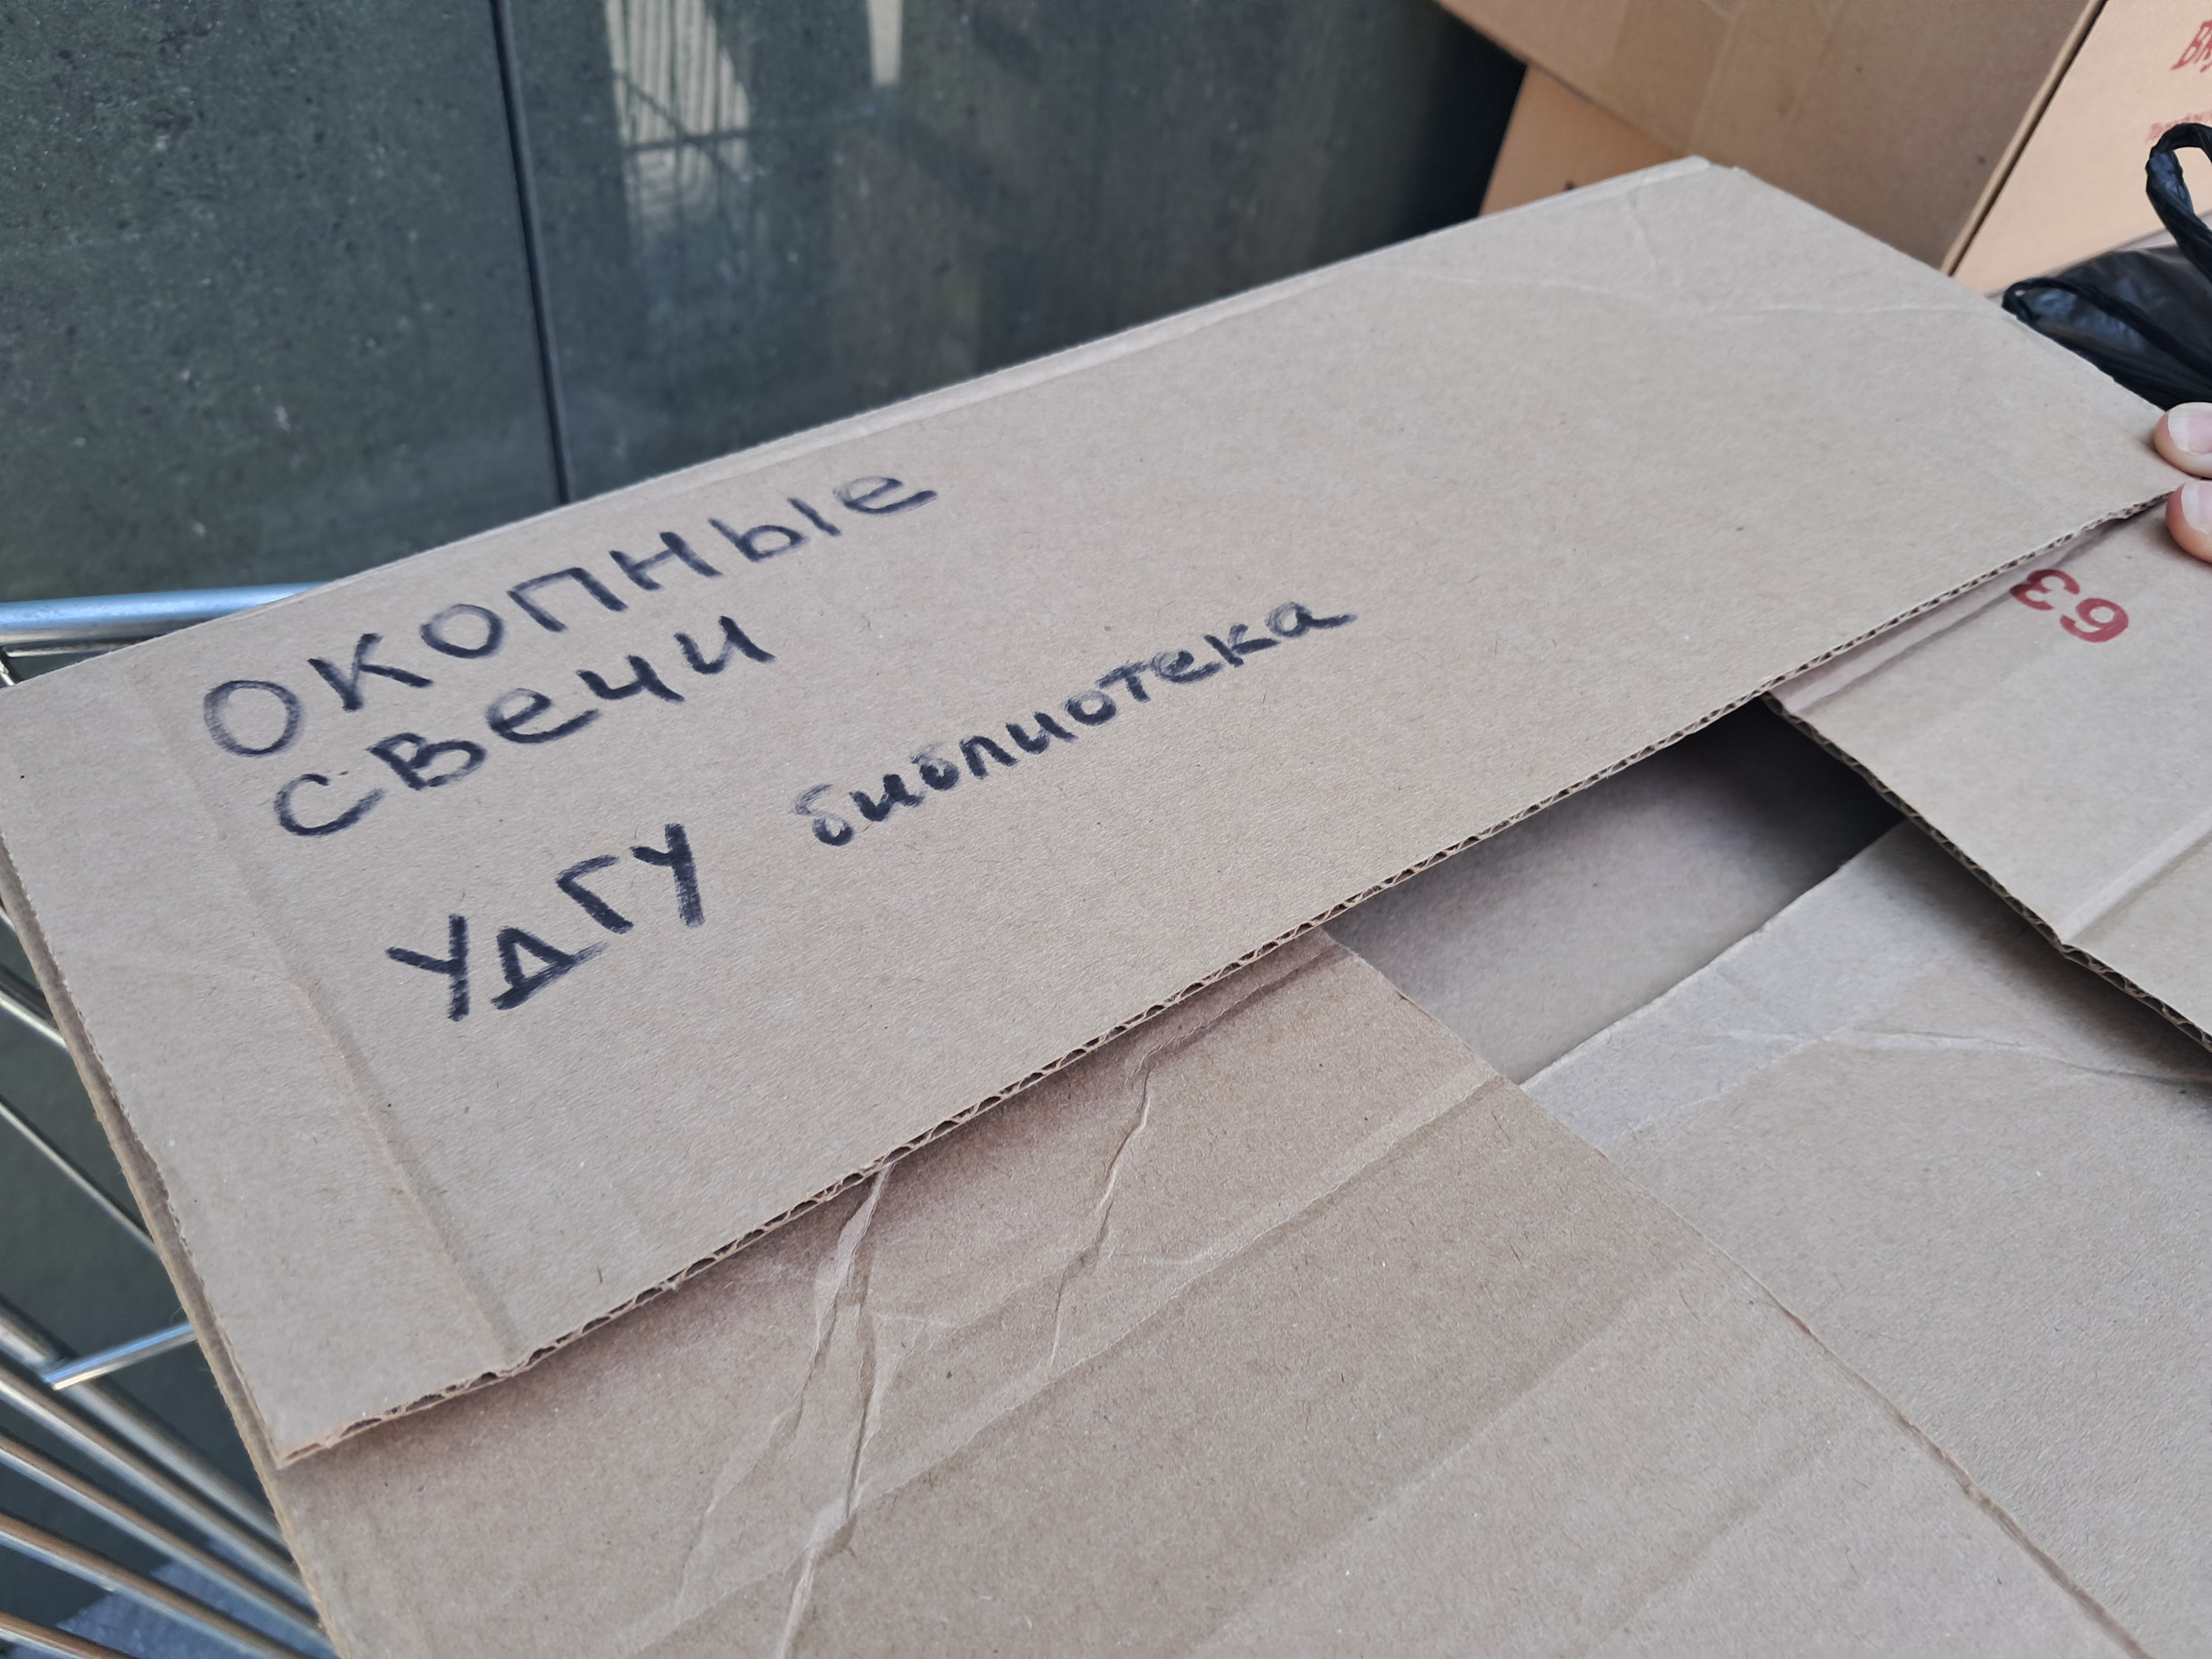 ОКОПНЫЕ
СВЕЧИ
УДГУ библиотека
63